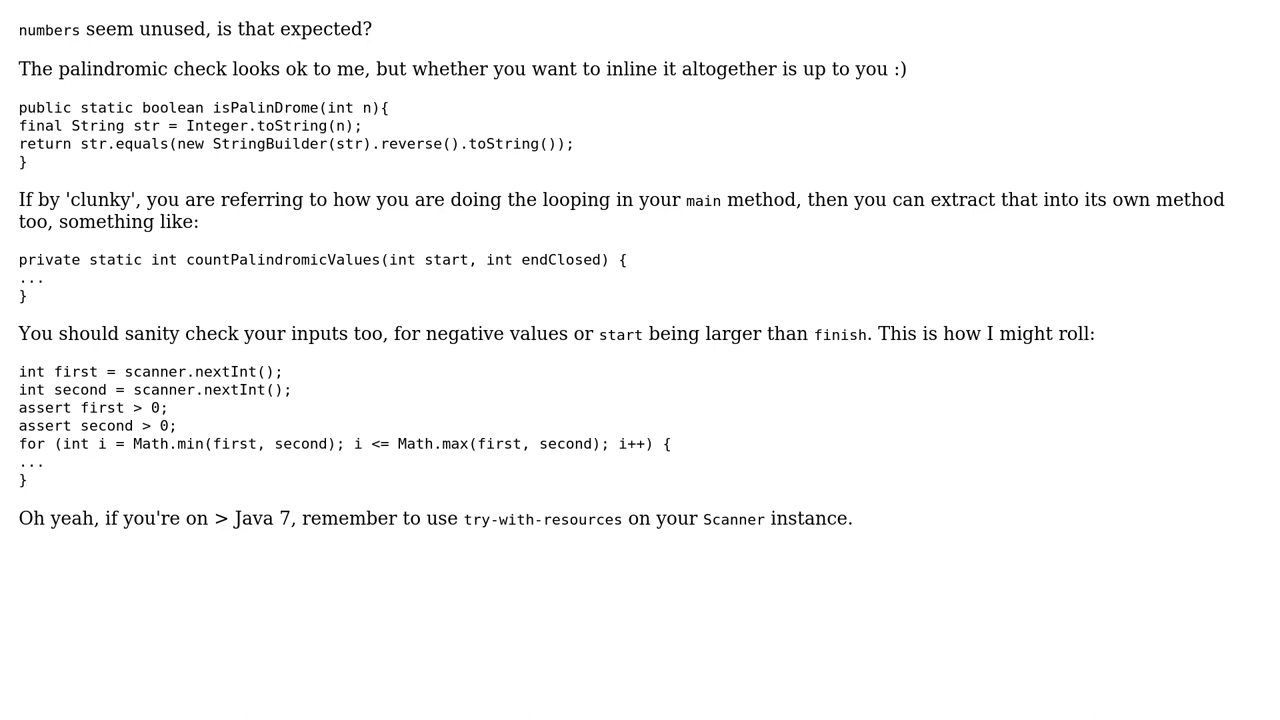 numbers seem unused, is that expected?
The palindromic check looks ok to me, but whether you want to inline it altogether is up to you :)
public static boolean isPalinDrome(int n){
final String str = Integer.toString(n);
return str.equals(new StringBuilder(str).reverse().toString());
}
If by 'clunky', you are referring to how you are doing the looping in your main method, then you can extract that into its own method
too, something like:
private static int countPalindromicValues(int start, int endClosed) {
...
}
You should sanity check your inputs too, for negative values or start being larger than finish. This is how I might roll:
int first = scanner.nextInt();
int second = scanner.nextInt();
assert first > 0;
assert second > 0;
for (int i = Math.min(first, second); i <= Math.max(first, second); i++) {
...
}
Oh yeah, if you're on > Java 7, remember to use try-with-resources on your Scanner instance.